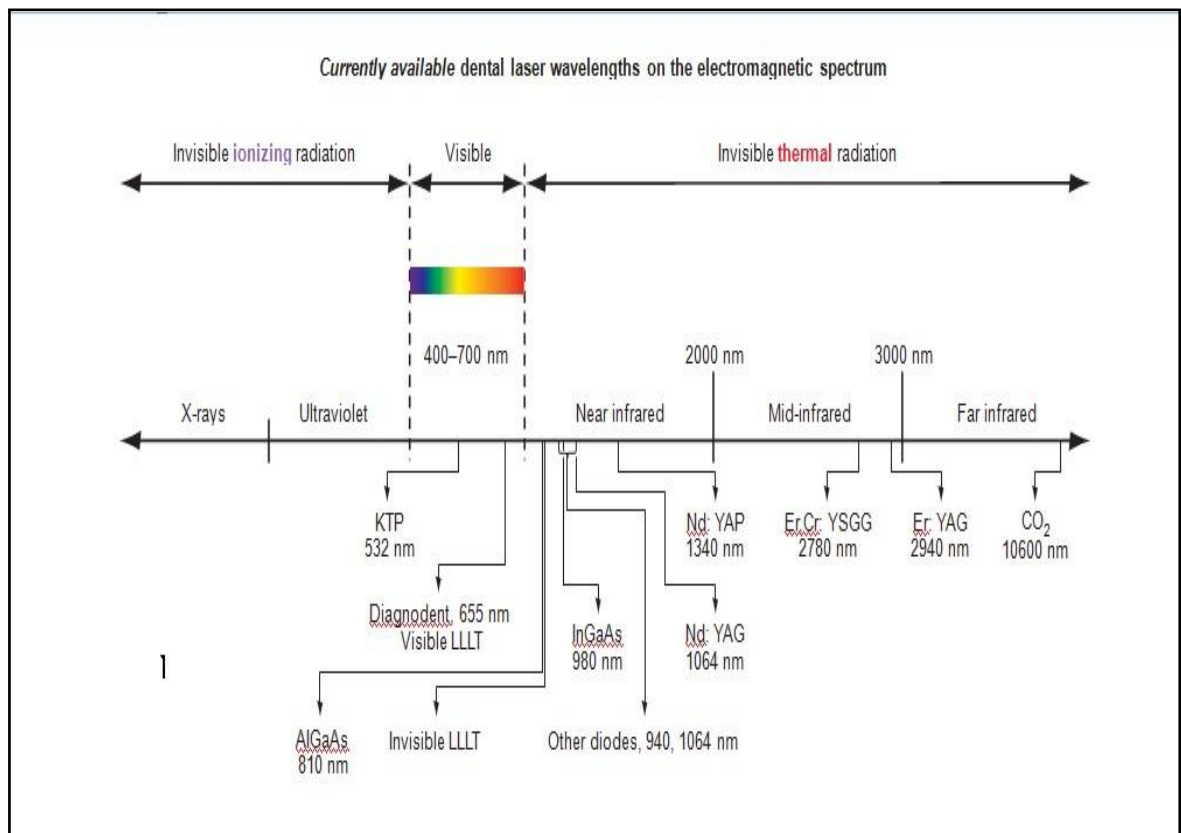 Currently available dental laser wavelengths on the electromagnetic spectrum
Invisible ionizing radiation
Visible
Invisible thermal radiation
400–700 nm
2000 nm
3000 nm
X-rays
Ultraviolet
Near infrared
Mid-infrared
Far infrared
KTP
532 nm
Nd: YAP
1340 nm
Er,Cr: YSGG
2780 nm
Er: YAG
2940 nm
CO2
10600 nm
Diagnodent, 655 nm
Visible LLLT
InGaAs
980 nm
Nd: YAG
1064 nm
1
AlGaAs
810 nm
Invisible LLLT
Other diodes, 940, 1064 nm